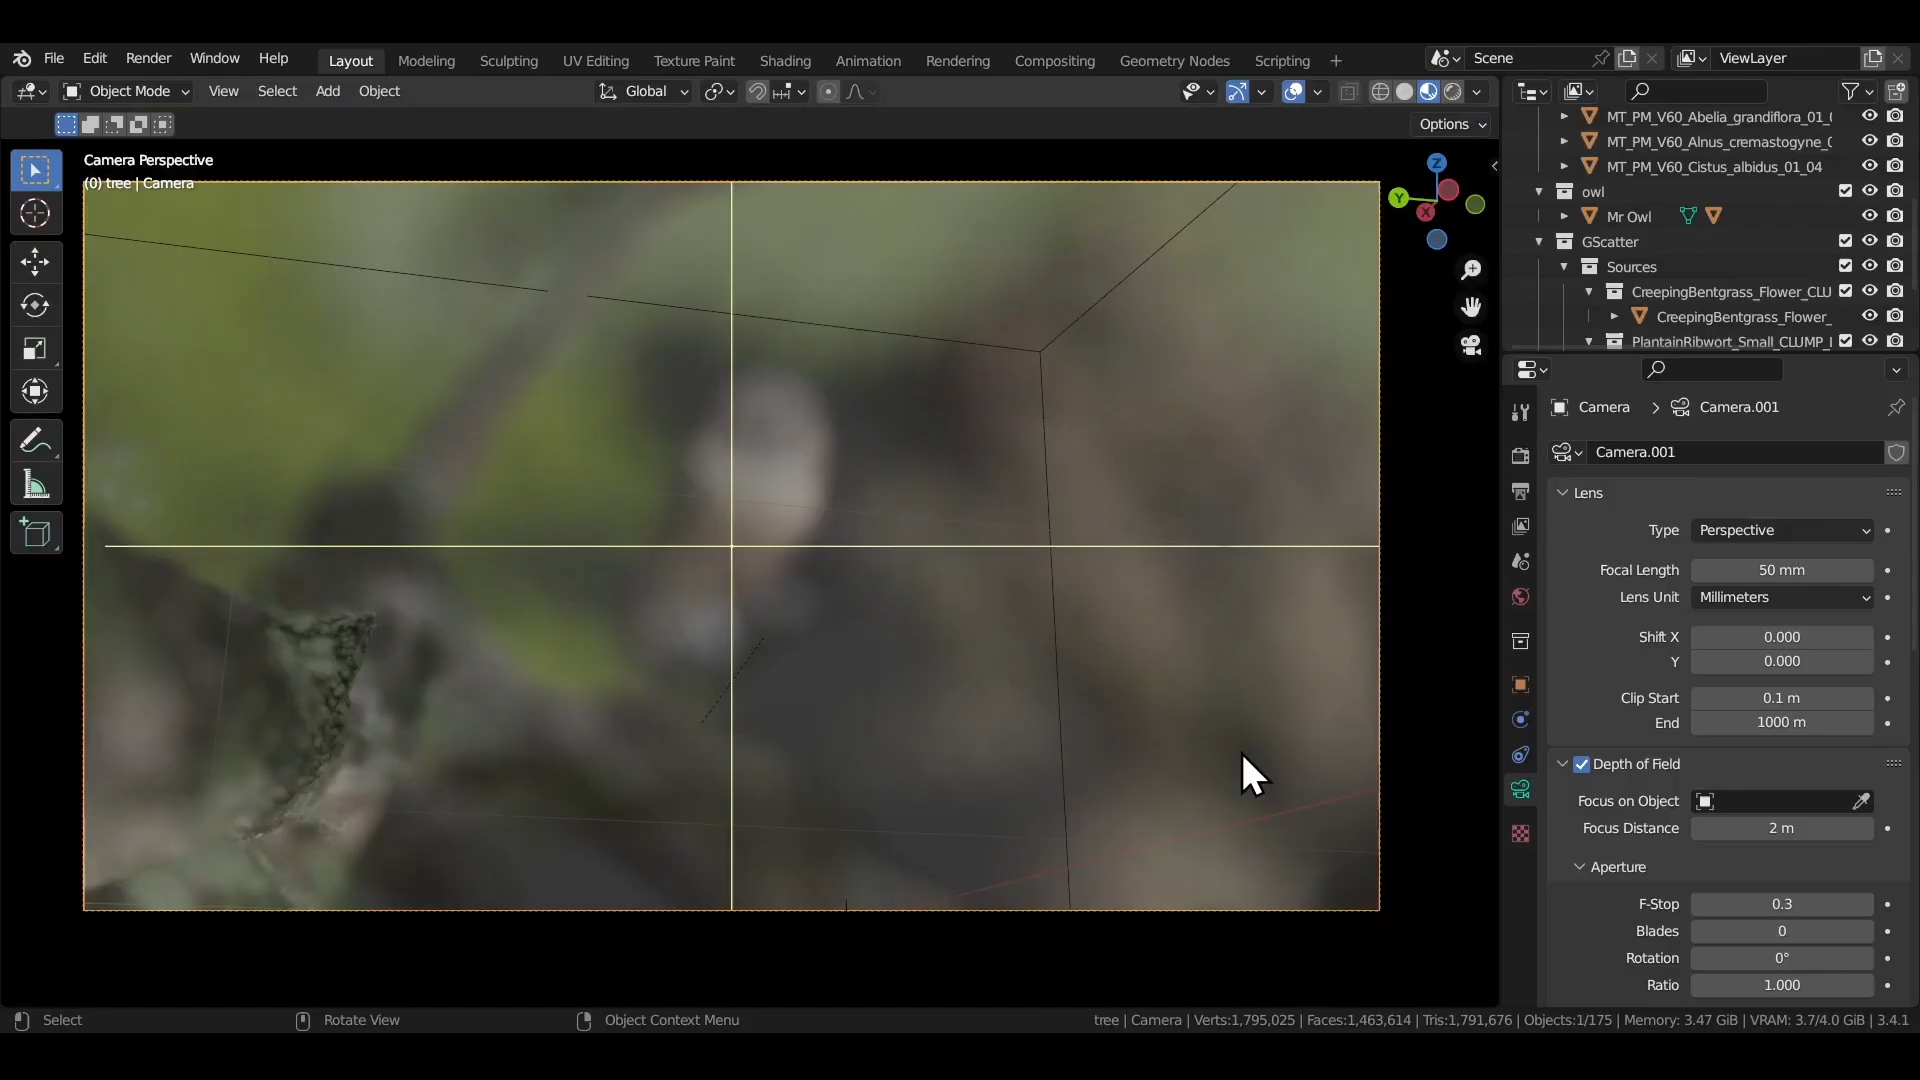 File Edit Render Window Help Layout Modeling Sculpting UV Editing Texture Paint Shading Animation Rendering Compositing Geometry Nodes Scripting + Scene ViewLayer
Object Mode View Select Add Object Global
Options
Camera Perspective
(0) tree | Camera
Z
Y
X
MT_PM_V60_Abelia_grandiflora_01_
MT_PM_V60_Alnus_cremastogyne_
MT_PM_V60_Cistus_albidus_01_04
owl
Mr Owl
GScatter
Sources
CreepingBentgrass_Flower_CLU
CreepingBentgrass_Flower_
PlantainRibwort_Small_CLUMP_
Camera > Camera.001
Camera.001
Lens
Type Perspective
Focal Length 50 mm
Lens Unit Millimeters
Shift X 0.000
Y 0.000
Clip Start 0.1 m
End 1000 m
Depth of Field
Focus on Object
Focus Distance 2 m
Aperture
F-Stop 0.3
Blades 0
Rotation 0°
Ratio 1.000
Select Rotate View Object Context Menu tree | Camera | Verts:1,795,025 | Faces:1,463,614 | Tris:1,791,676 | Objects:1/175 | Memory: 3.47 GiB | VRAM: 3.7/4.0 GiB | 3.4.1